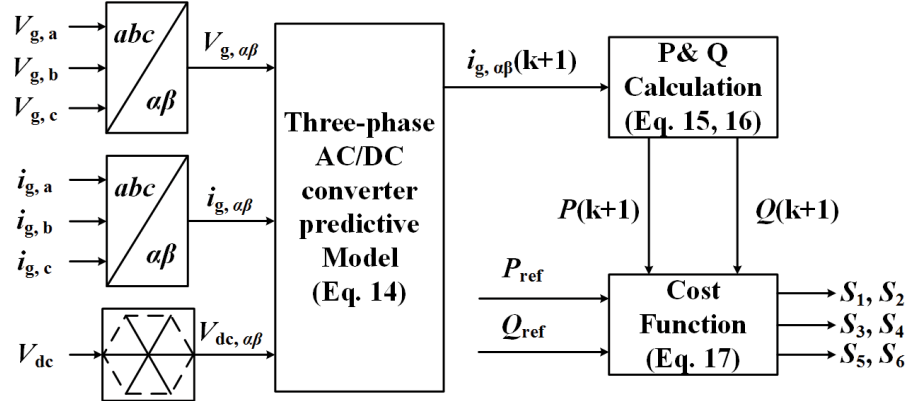 V_g, a
V_g, b
V_g, c
abc
αβ
V_g, αβ
i_g, a
i_g, b
i_g, c
abc
αβ
i_g, αβ
V_dc
V_dc, αβ
Three-phase
AC/DC
converter
predictive
Model
(Eq. 14)
i_g, αβ(k+1)
P& Q
Calculation
(Eq. 15, 16)
P(k+1)
Q(k+1)
P_ref
Q_ref
Cost
Function
(Eq. 17)
S_1, S_2
S_3, S_4
S_5, S_6